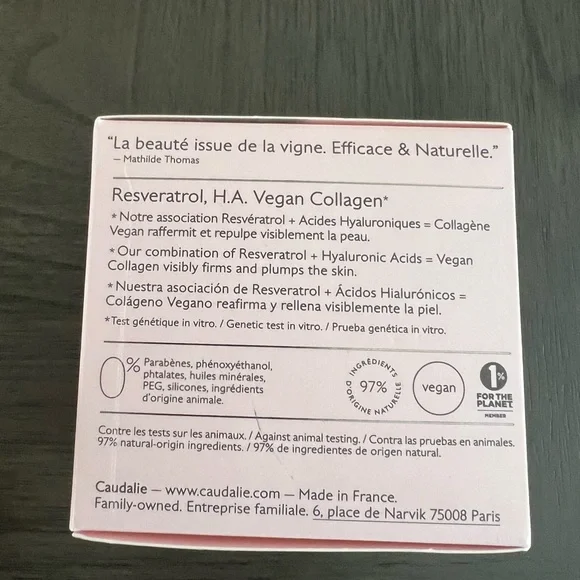 “La beauté issue de la vigne. Efficace & Naturelle.”
— Mathilde Thomas
Resveratrol, H.A. Vegan Collagen*
*Notre association Resvératrol + Acides Hyaluroniques = Collagène
Vegan raffermit et repulpe visiblement la peau.
*Our combination of Resveratrol + Hyaluronic Acids = Vegan
Collagen visibly firms and plumps the skin.
*Nuestra asociación de Resveratrol + Ácidos Hialurónicos =
Colágeno Vegano reafirma y rellena visiblemente la piel.
*Test génétique in vitro. / Genetic test in vitro. / Prueba genética in vitro.
0%
Parabènes, phénoxyéthanol,
phtalates, huiles minérales,
PEG, silicones, ingrédients
d'origine animale.
INGRÉDIENTS
97%
D'ORIGINE NATURELLE
vegan
1%
FOR THE
PLANET
MEMBER
Contre les tests sur les animaux. / Against animal testing. / Contra las pruebas en animales.
97% natural-origin ingredients. / 97% de ingredientes de origen natural.
Caudalie — www.caudalie.com — Made in France.
Family-owned. Entreprise familiale. 6, place de Narvik 75008 Paris